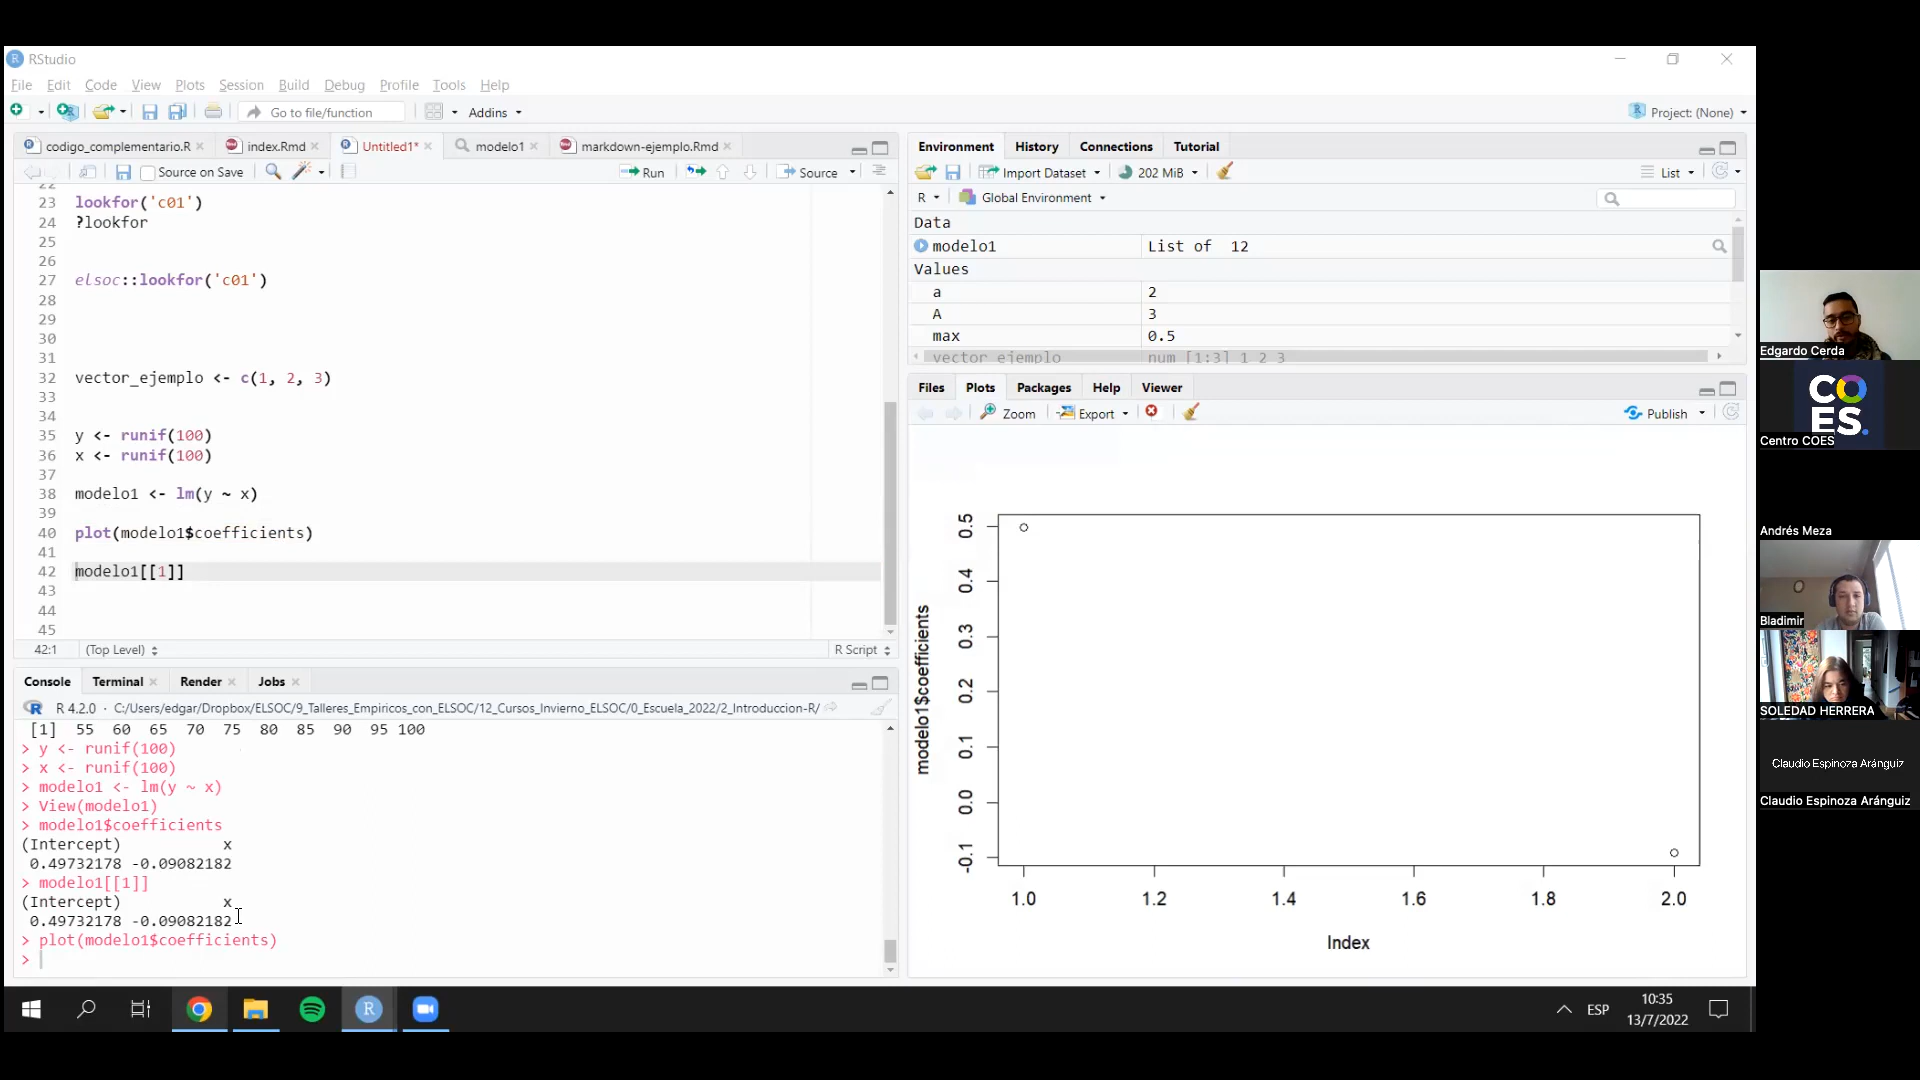 RStudio
File Edit Code View Plots Session Build Debug Profile Tools Help
Go to file/function Addins Project: (None)
codigo_complementario.R index.Rmd Untitled1* modelo1 markdown-ejemplo.Rmd
Source on Save Run Source
22
23 lookfor('c01')
24 ?lookfor
25
26
27 elsoc::lookfor('c01')
28
29
30
31
32 vector_ejemplo <- c(1, 2, 3)
33
34
35 y <- runif(100)
36 x <- runif(100)
37
38 modelo1 <- lm(y ~ x)
39
40 plot(modelo1$coefficients)
41
42 modelo1[[1]]
43
44
45
42:1 (Top Level) R Script
Console Terminal Render Jobs
R 4.2.0 · C:/Users/edgar/Dropbox/ELSOC/9_Talleres_Empiricos_con_ELSOC/12_Cursos_Invierno_ELSOC/0_Escuela_2022/2_Introduccion-R/
[1] 55 60 65 70 75 80 85 90 95 100
> y <- runif(100)
> x <- runif(100)
> modelo1 <- lm(y ~ x)
> View(modelo1)
> modelo1$coefficients
(Intercept) x
0.49732178 -0.09082182
> modelo1[[1]]
(Intercept) x
0.49732178 -0.09082182
> plot(modelo1$coefficients)
>
Environment History Connections Tutorial
Import Dataset 202 MiB List
R Global Environment
Data
modelo1 List of 12
Values
a 2
A 3
max 0.5
vector_ejemplo num [1:3] 1 2 3
Files Plots Packages Help Viewer
Zoom Export Publish
modelo1$coefficients
0.5
0.4
0.3
0.2
0.1
0.0
-0.1
1.0 1.2 1.4 1.6 1.8 2.0
Index
Edgardo Cerda
COES.
Centro COES
Andrés Meza
Bladimir
SOLEDAD HERRERA
Claudio Espinoza Aránguiz
Claudio Espinoza Aránguiz
ESP
10:35
13/7/2022